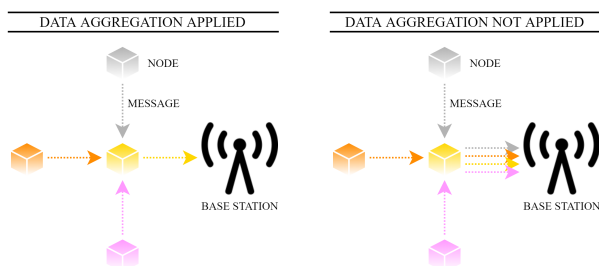 DATA AGGREGATION APPLIED
NODE
MESSAGE
BASE STATION
DATA AGGREGATION NOT APPLIED
NODE
MESSAGE
BASE STATION